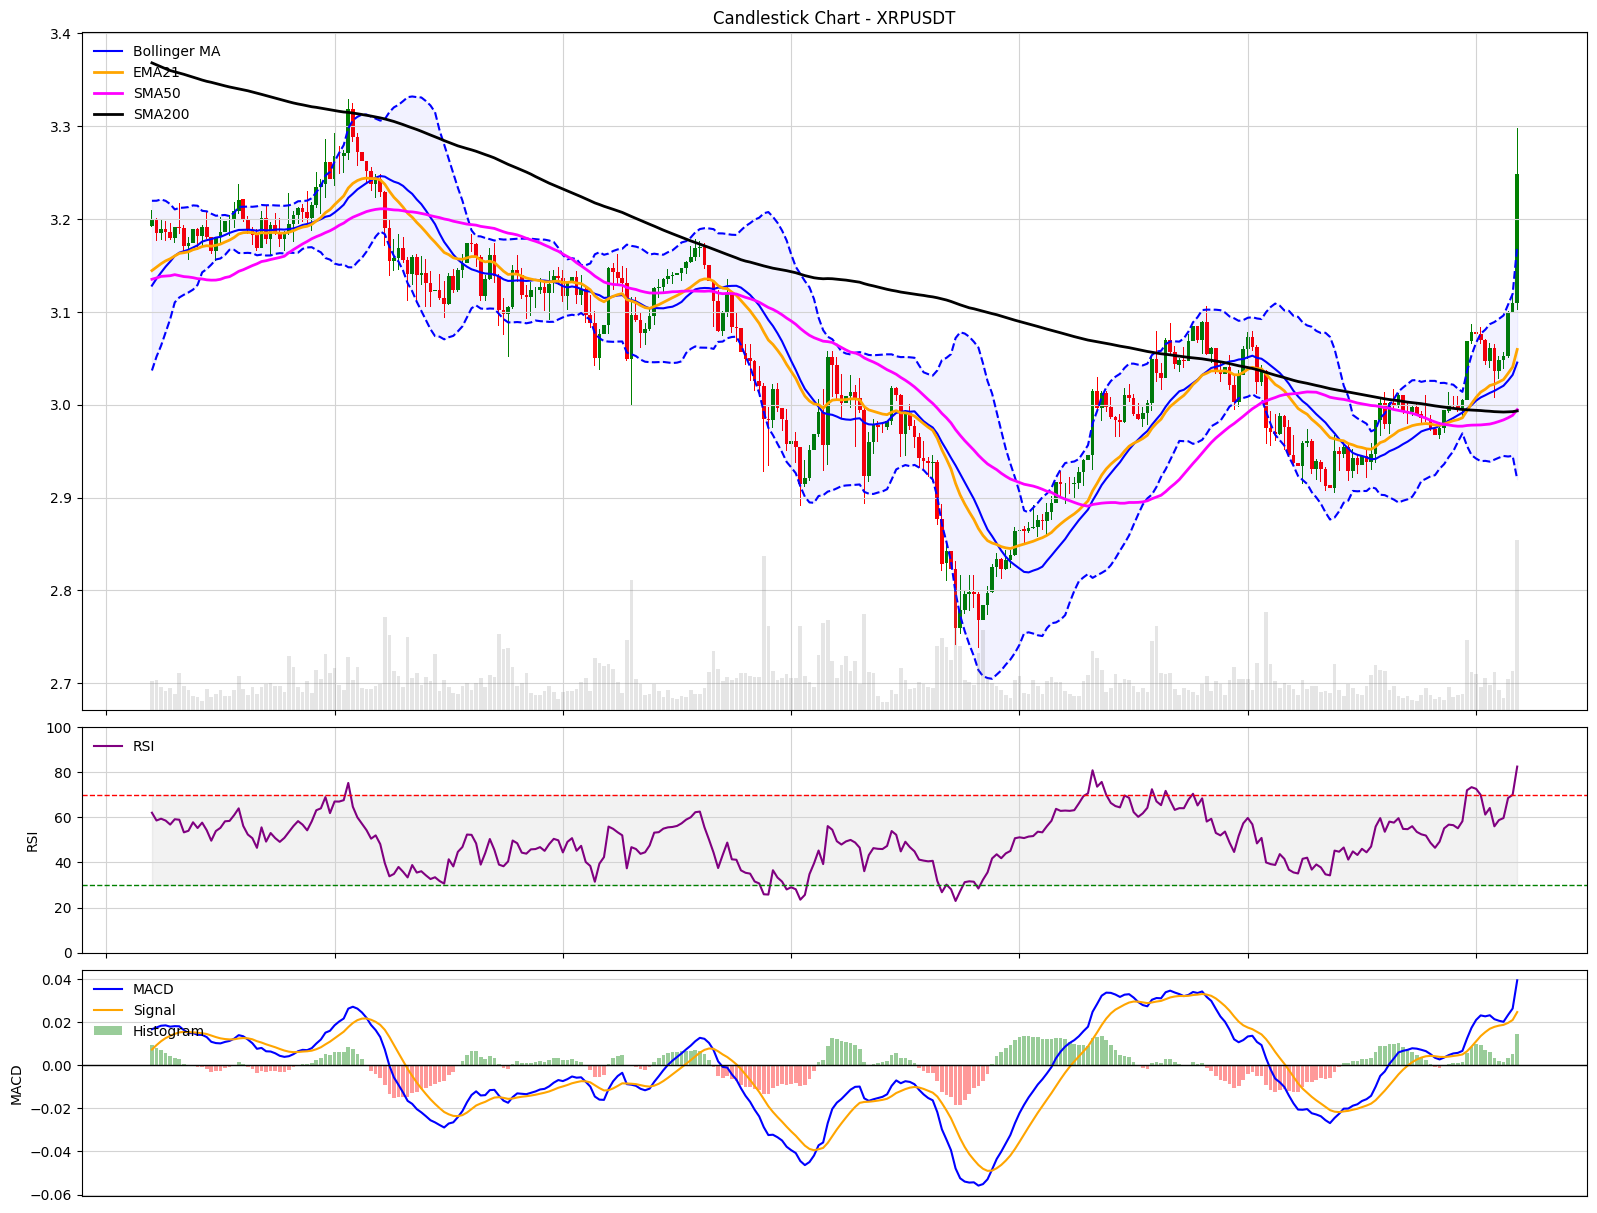 Candlestick Chart - XRPUSDT
3.4
3.3
3.2
3.1
3.0
2.9
2.8
2.7
Bollinger MA
EMA21
SMA50
SMA200
100
80
60
40
20
0
RSI
RSI
0.04
0.02
0.00
−0.02
−0.04
−0.06
MACD
MACD
Signal
Histogram